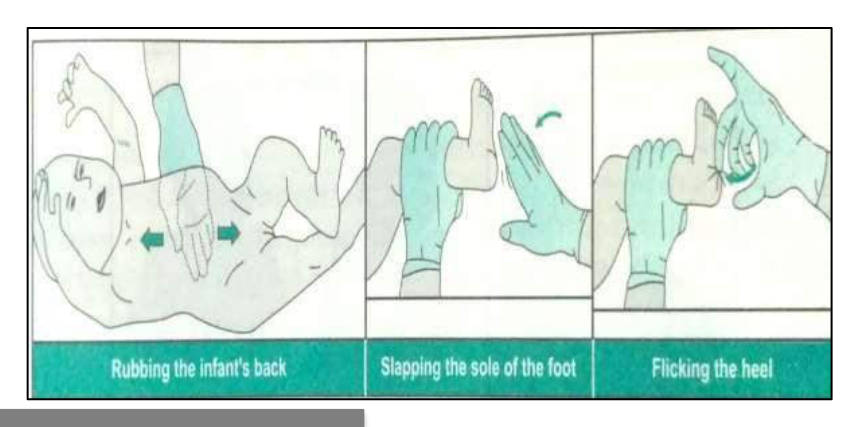 Rubbing the infant's back
Slapping the sole of the foot
Flicking the heel